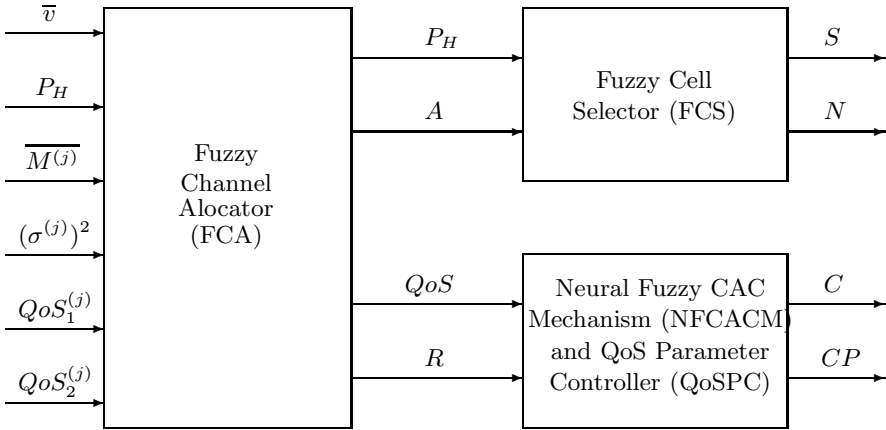 v̅
P_H
\overline{M^{(j)}}
(σ^{(j)})^2
QoS_1^{(j)}
QoS_2^{(j)}
Fuzzy
Channel
Alocator
(FCA)
P_H
A
QoS
R
Fuzzy Cell
Selector (FCS)
S
N
Neural Fuzzy CAC
Mechanism (NFCACM)
and QoS Parameter
Controller (QoSPC)
C
CP